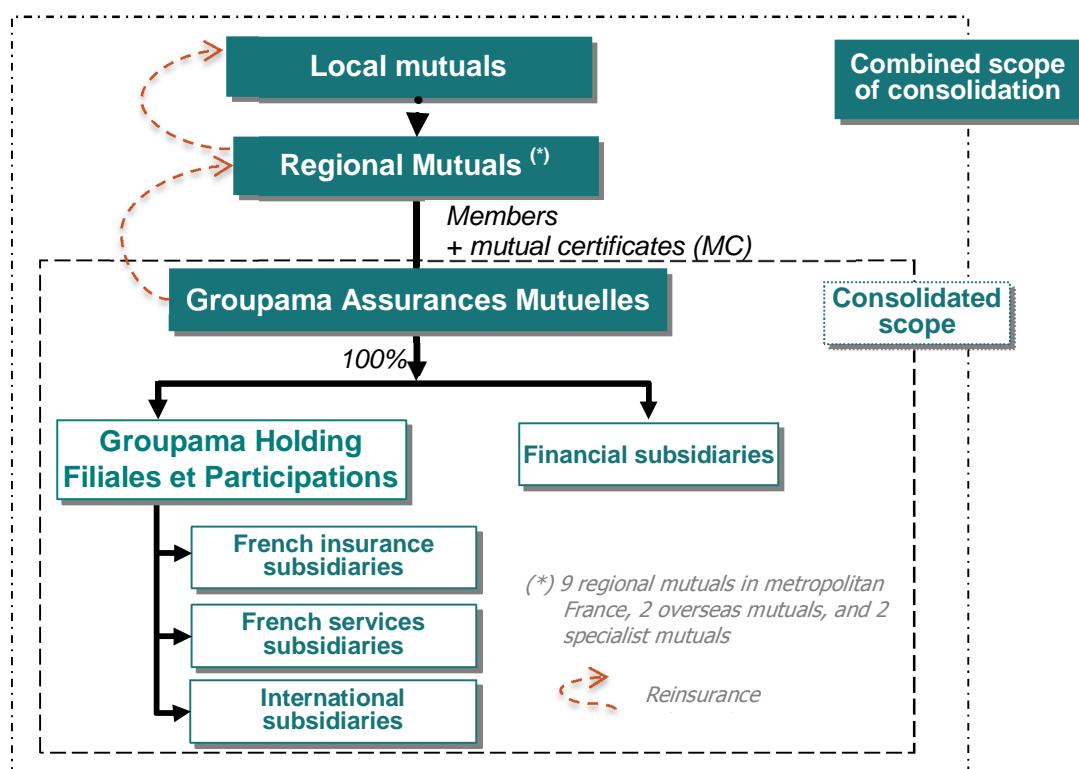 Local mutuals
Combined scope
of consolidation
Regional Mutuals (*)
Members
+ mutual certificates (MC)
Groupama Assurances Mutuelles
Consolidated
scope
100%
Groupama Holding
Filiales et Participations
Financial subsidiaries
French insurance
subsidiaries
French services
subsidiaries
International
subsidiaries
(*) 9 regional mutuals in metropolitan
France, 2 overseas mutuals, and 2
specialist mutuals
Reinsurance